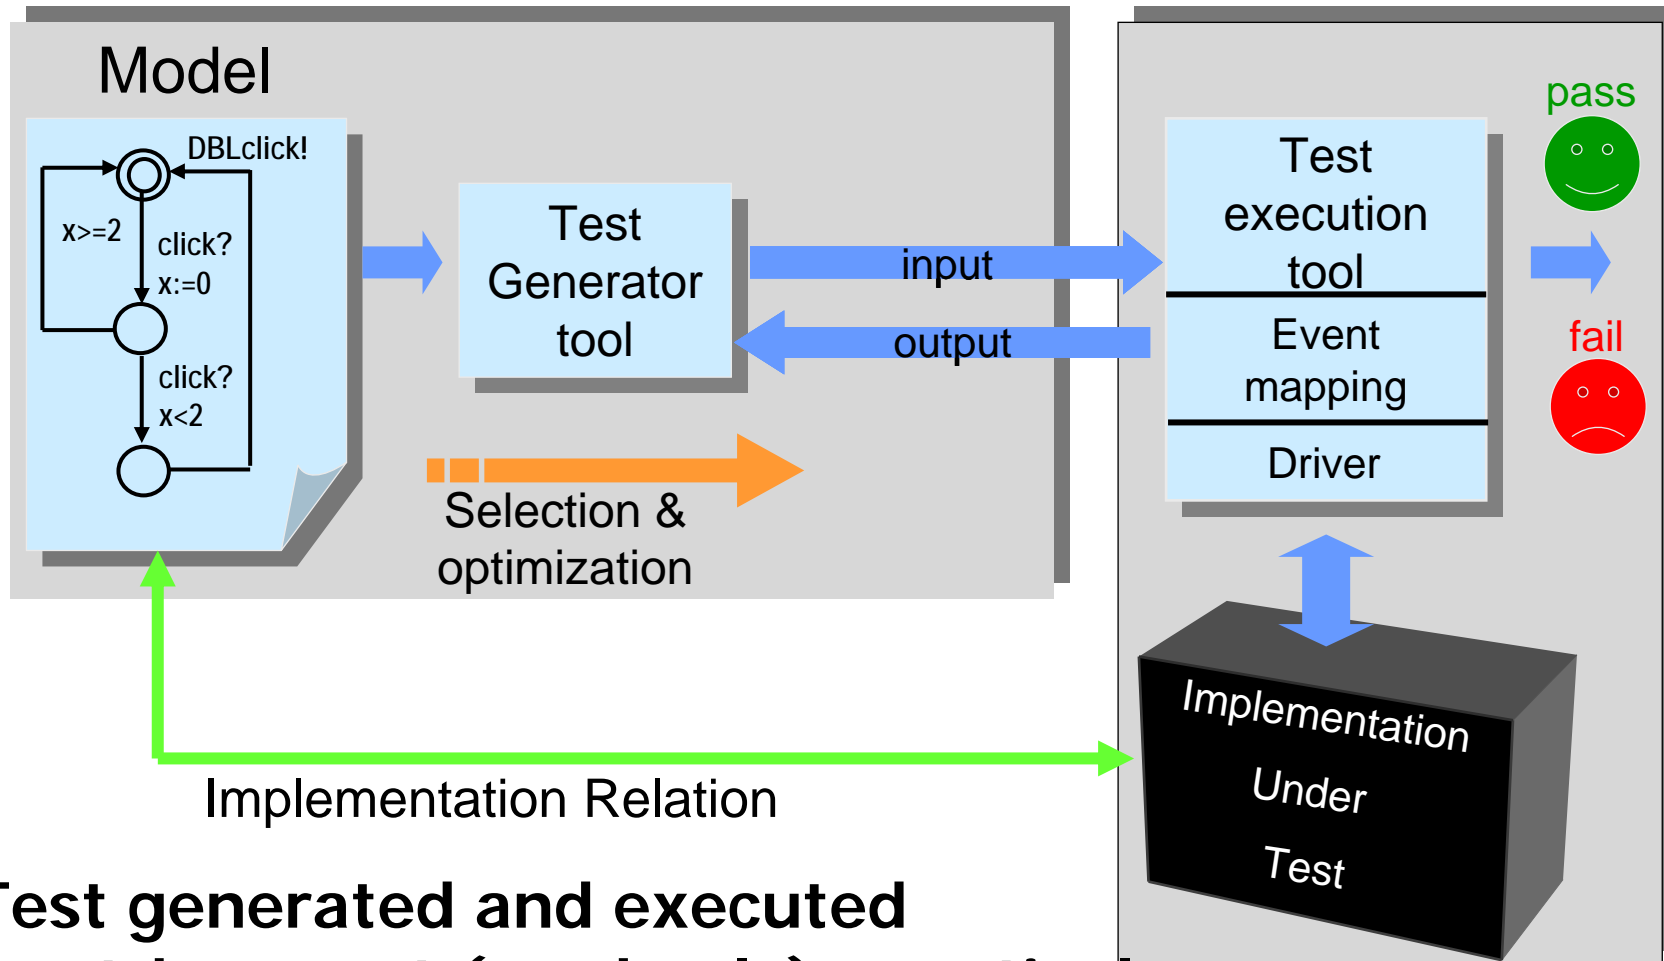 Model
DBLclick!
x>=2
click?
x:=0
click?
x<2
Test
Generator
tool
Selection &
optimization
input
output
Test
execution
tool
Event
mapping
Driver
pass
fail
Implementation
Under
Test
Implementation Relation
Test generated and executed